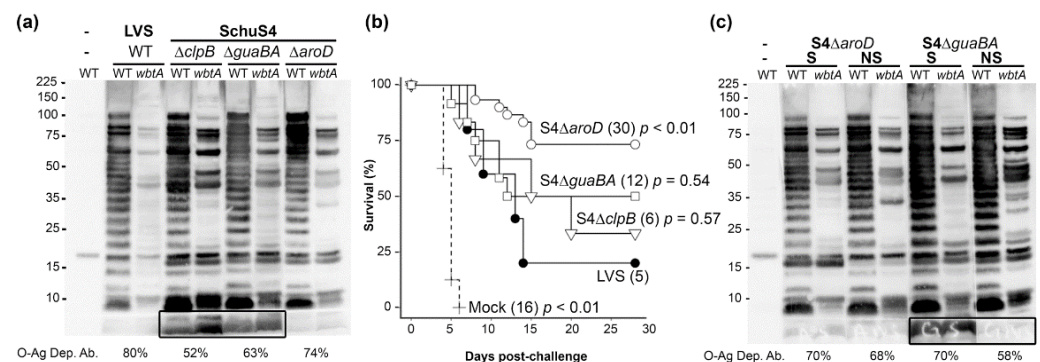 (a)
- LVS SchuS4
- WT ΔclpB ΔguaBA ΔaroD
WT WT wbtA WT wbtA WT wbtA WT wbtA
225
150
100
75
50
35
25
15
10
O-Ag Dep. Ab. 80% 52% 63% 74%
(b)
Survival (%)
100
75
50
25
0
S4ΔaroD (30) p < 0.01
S4ΔguaBA (12) p = 0.54
S4ΔclpB (6) p = 0.57
LVS (5)
Mock (16) p < 0.01
0 5 10 15 20 25 30
Days post-challenge
(c)
- S4ΔaroD S4ΔguaBA
- S NS S NS
WT WT wbtA WT wbtA WT wbtA WT wbtA
225
150
100
75
50
35
25
15
10
O-Ag Dep. Ab. 70% 68% 70% 58%